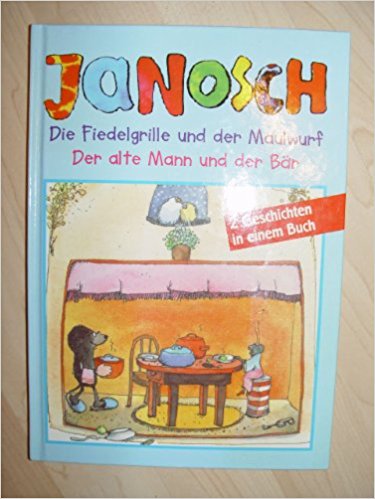 JANOSCH
Die Fiedelgrille und der Maulwurf
Der alte Mann und der Bär
2 Geschichten
in einem Buch